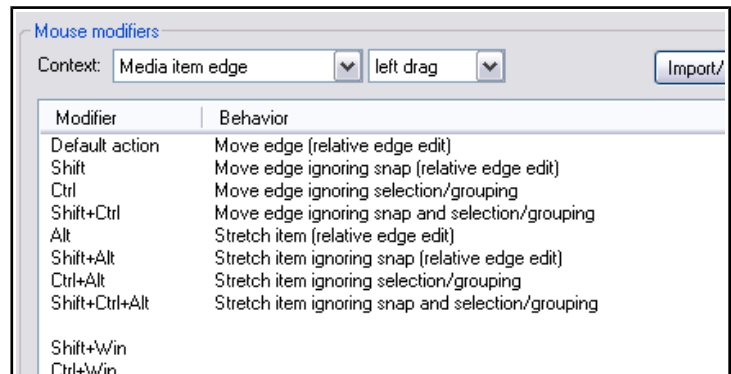 Mouse modifiers
Context: Media item edge left drag Import/
Modifier Behavior
Default action Move edge (relative edge edit)
Shift Move edge ignoring snap (relative edge edit)
Ctrl Move edge ignoring selection/grouping
Shift+Ctrl Move edge ignoring snap and selection/grouping
Alt Stretch item (relative edge edit)
Shift+Alt Stretch item ignoring snap (relative edge edit)
Ctrl+Alt Stretch item ignoring selection/grouping
Shift+Ctrl+Alt Stretch item ignoring snap and selection/grouping
Shift+Win
Ctrl+Win